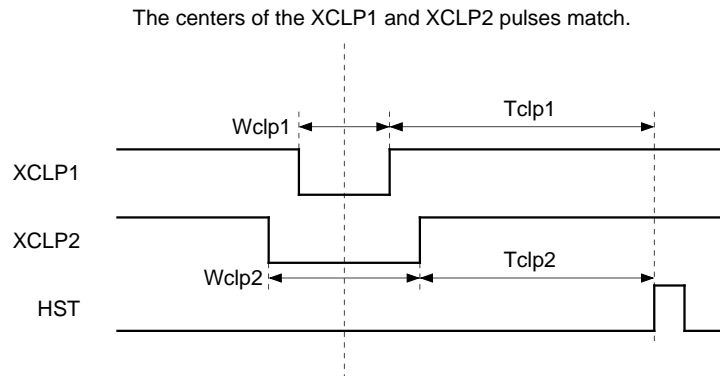 The centers of the XCLP1 and XCLP2 pulses match.
Tclp1
Wclp1
XCLP1
XCLP2
Tclp2
Wclp2
HST